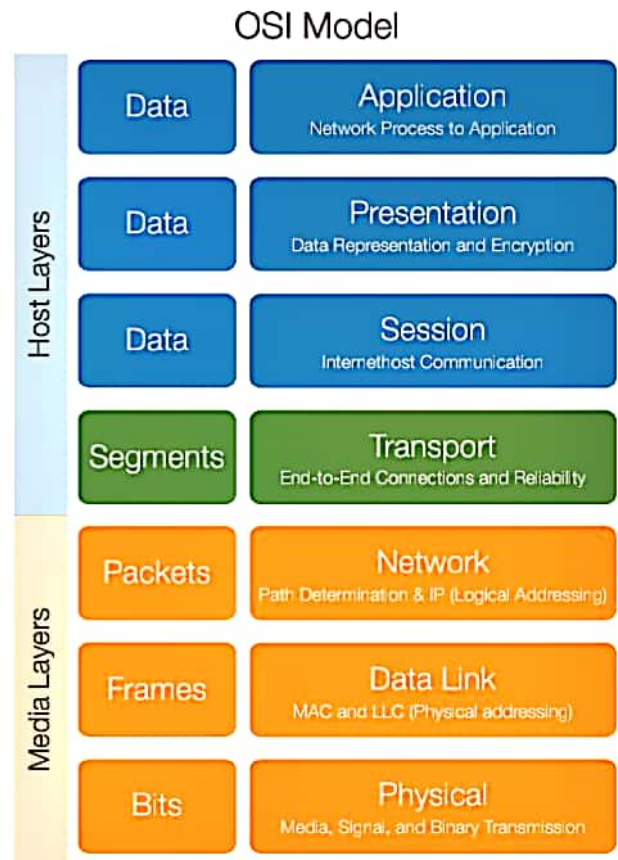 OSI Model
Host Layers
Data
Application
Network Process to Application
Data
Presentation
Data Representation and Encryption
Data
Session
Internethost Communication
Segments
Transport
End-to-End Connections and Reliability
Media Layers
Packets
Network
Path Determination & IP (Logical Addressing)
Frames
Data Link
MAC and LLC (Physical addressing)
Bits
Physical
Media, Signal, and Binary Transmission